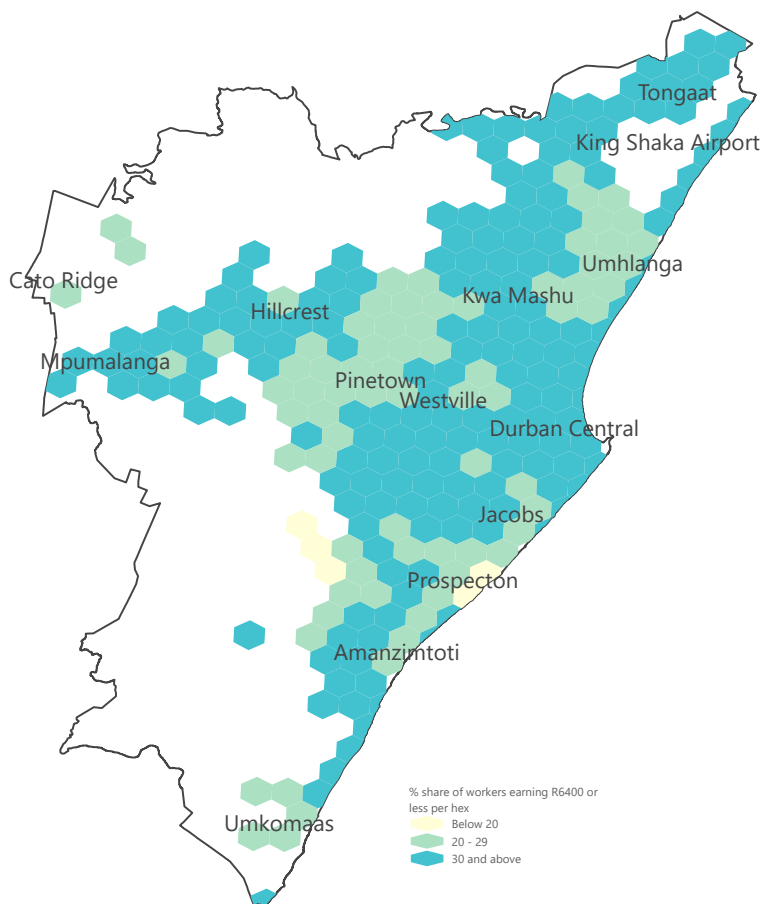 Tongaat
King Shaka Airport
Umhlanga
Cato Ridge
Kwa Mashu
Hillcrest
Mpumalanga
Pinetown
Westville
Durban Central
Jacobs
Prospecton
Amanzimtoti
% share of workers earning R6400 or
less per hex
Below 20
20 - 29
30 and above
Umkomaas